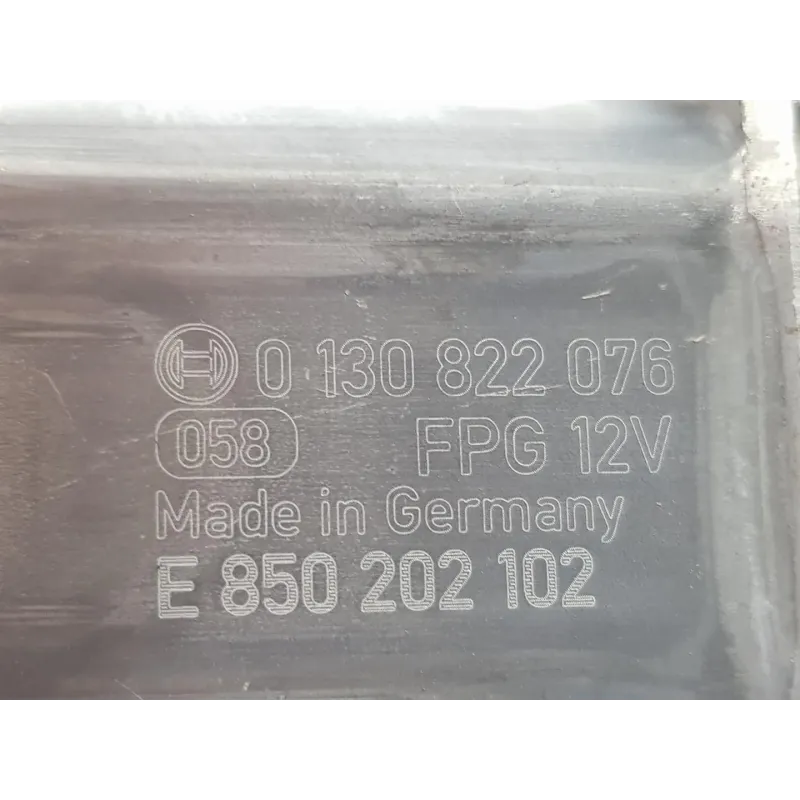 0 130 822 076
058 FPG 12V
Made in Germany
E 850 202 102